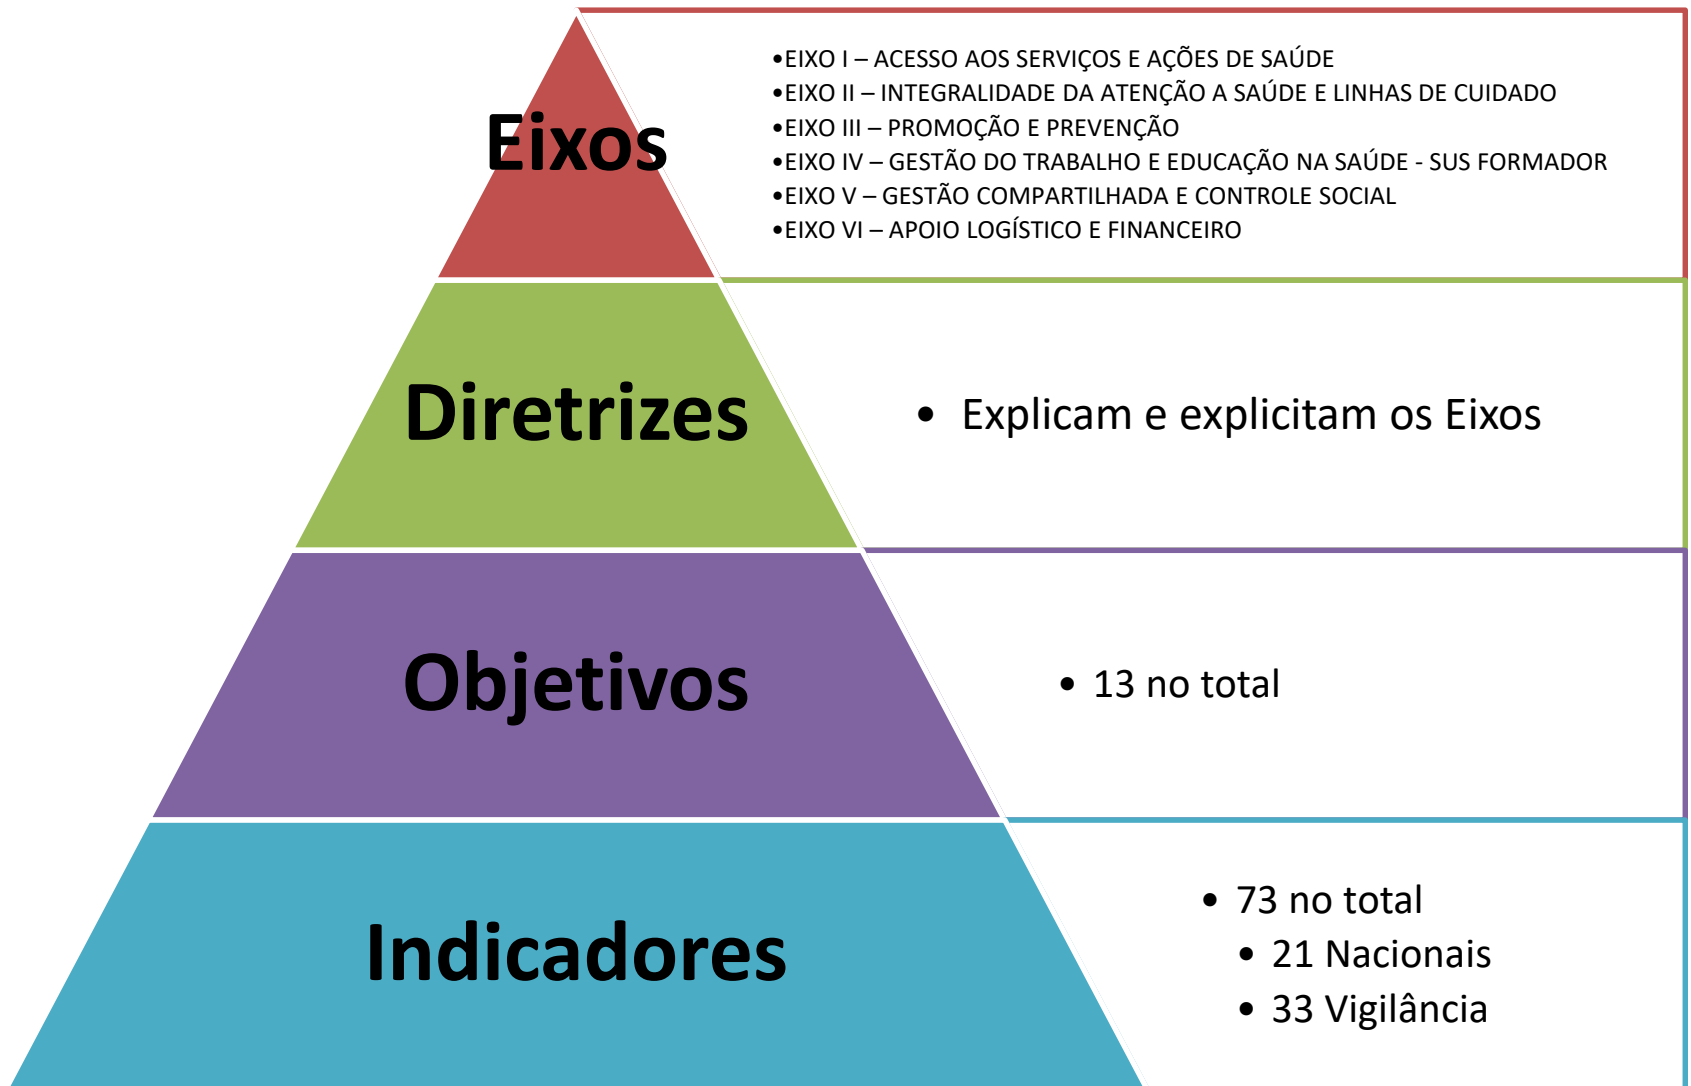 Eixos
•EIXO I – ACESSO AOS SERVIÇOS E AÇÕES DE SAÚDE
•EIXO II – INTEGRALIDADE DA ATENÇÃO A SAÚDE E LINHAS DE CUIDADO
•EIXO III – PROMOÇÃO E PREVENÇÃO
•EIXO IV – GESTÃO DO TRABALHO E EDUCAÇÃO NA SAÚDE - SUS FORMADOR
•EIXO V – GESTÃO COMPARTILHADA E CONTROLE SOCIAL
•EIXO VI – APOIO LOGÍSTICO E FINANCEIRO
Diretrizes
• Explicam e explicitam os Eixos
Objetivos
• 13 no total
Indicadores
• 73 no total
• 21 Nacionais
• 33 Vigilância